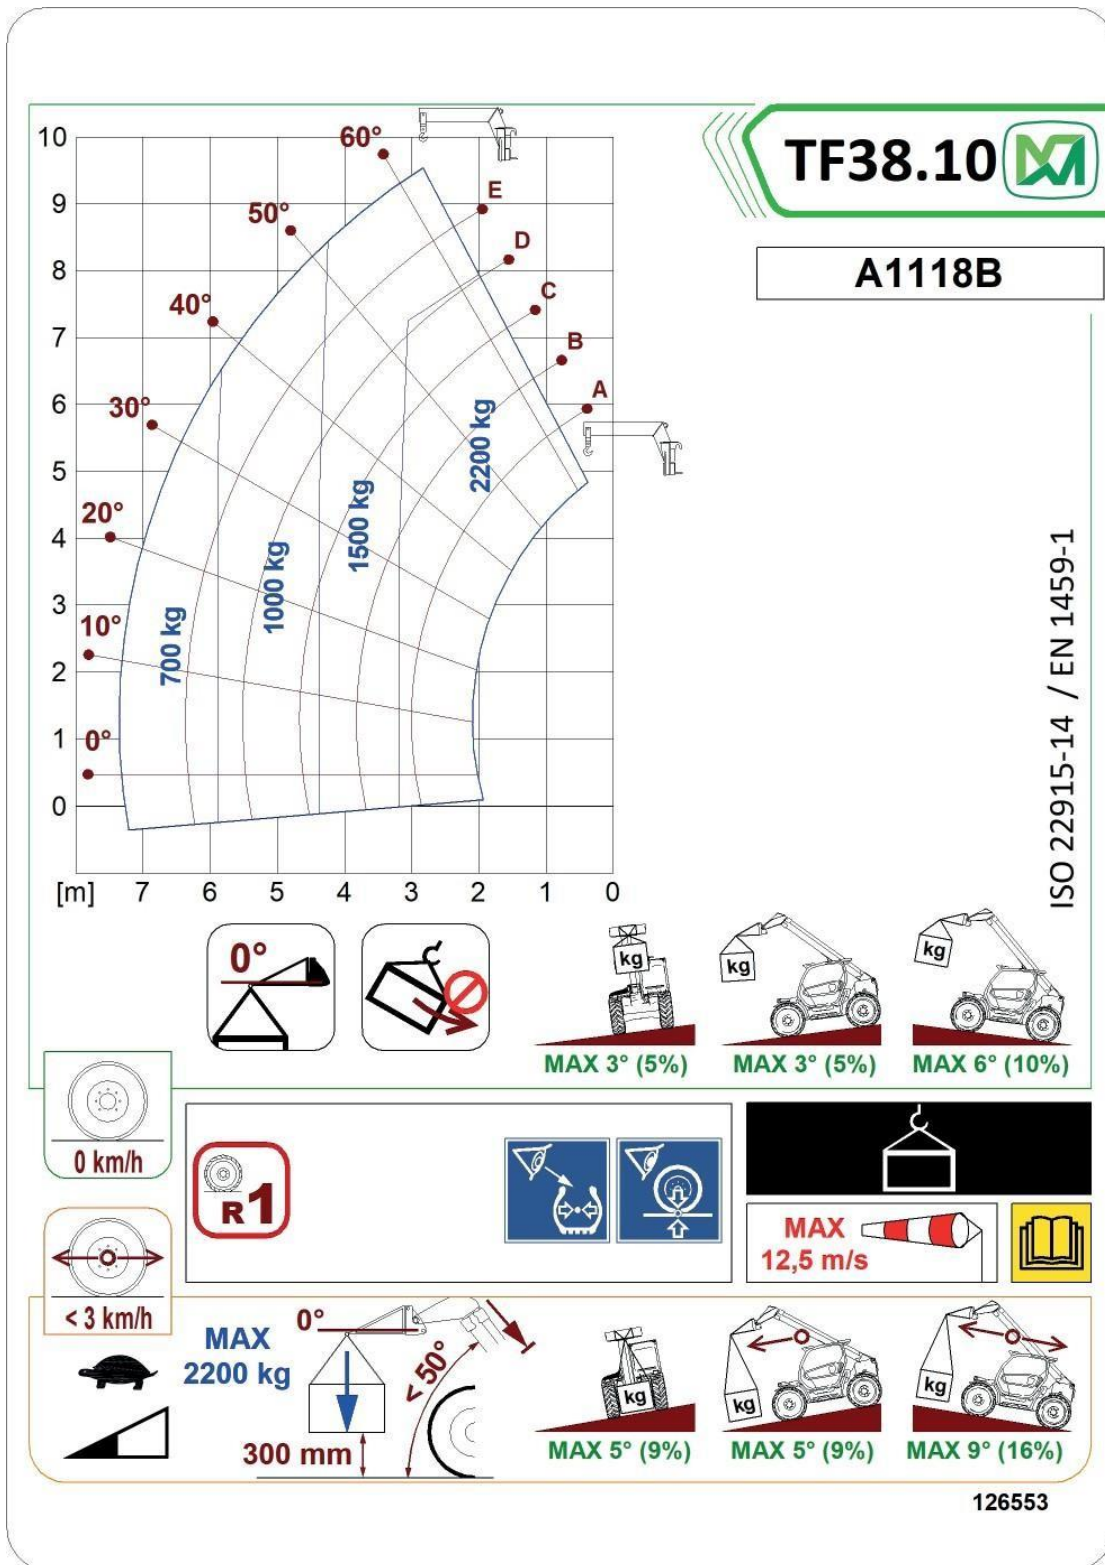 TF38.10
A1118B
10
9
8
7
6
5
4
3
2
1
0
[m] 7 6 5 4 3 2 1 0
60°
50°
40°
30°
20°
10°
0°
E
D
C
B
A
700 kg
1000 kg
1500 kg
2200 kg
ISO 22915-14 / EN 1459-1
0°
kg
kg
kg
MAX 3° (5%)
MAX 3° (5%)
MAX 6° (10%)
0 km/h
R1
MAX
12,5 m/s
< 3 km/h
MAX
2200 kg
0°
< 50°
300 mm
kg
kg
kg
MAX 5° (9%)
MAX 5° (9%)
MAX 9° (16%)
126553